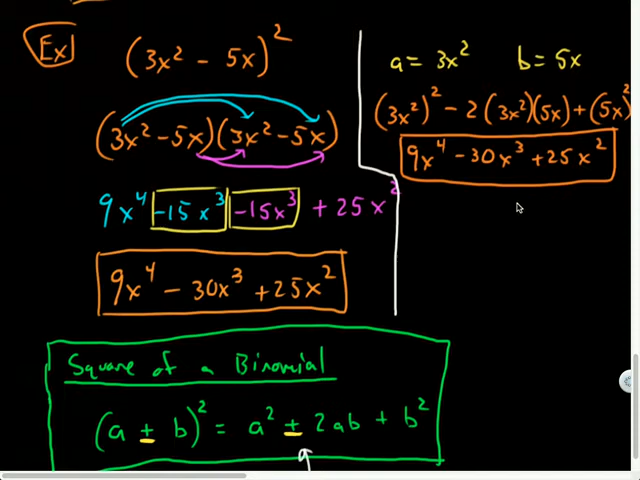 Ex
(3x² - 5x)²
(3x² - 5x)(3x² - 5x)
9x⁴ -15x³ -15x³ + 25x²
9x⁴ - 30x³ + 25x²
a = 3x² b = 5x
(3x²)² - 2(3x²)(5x) + (5x)²
9x⁴ - 30x³ + 25x²
Square of a Binomial
(a ± b)² = a² ± 2ab + b²